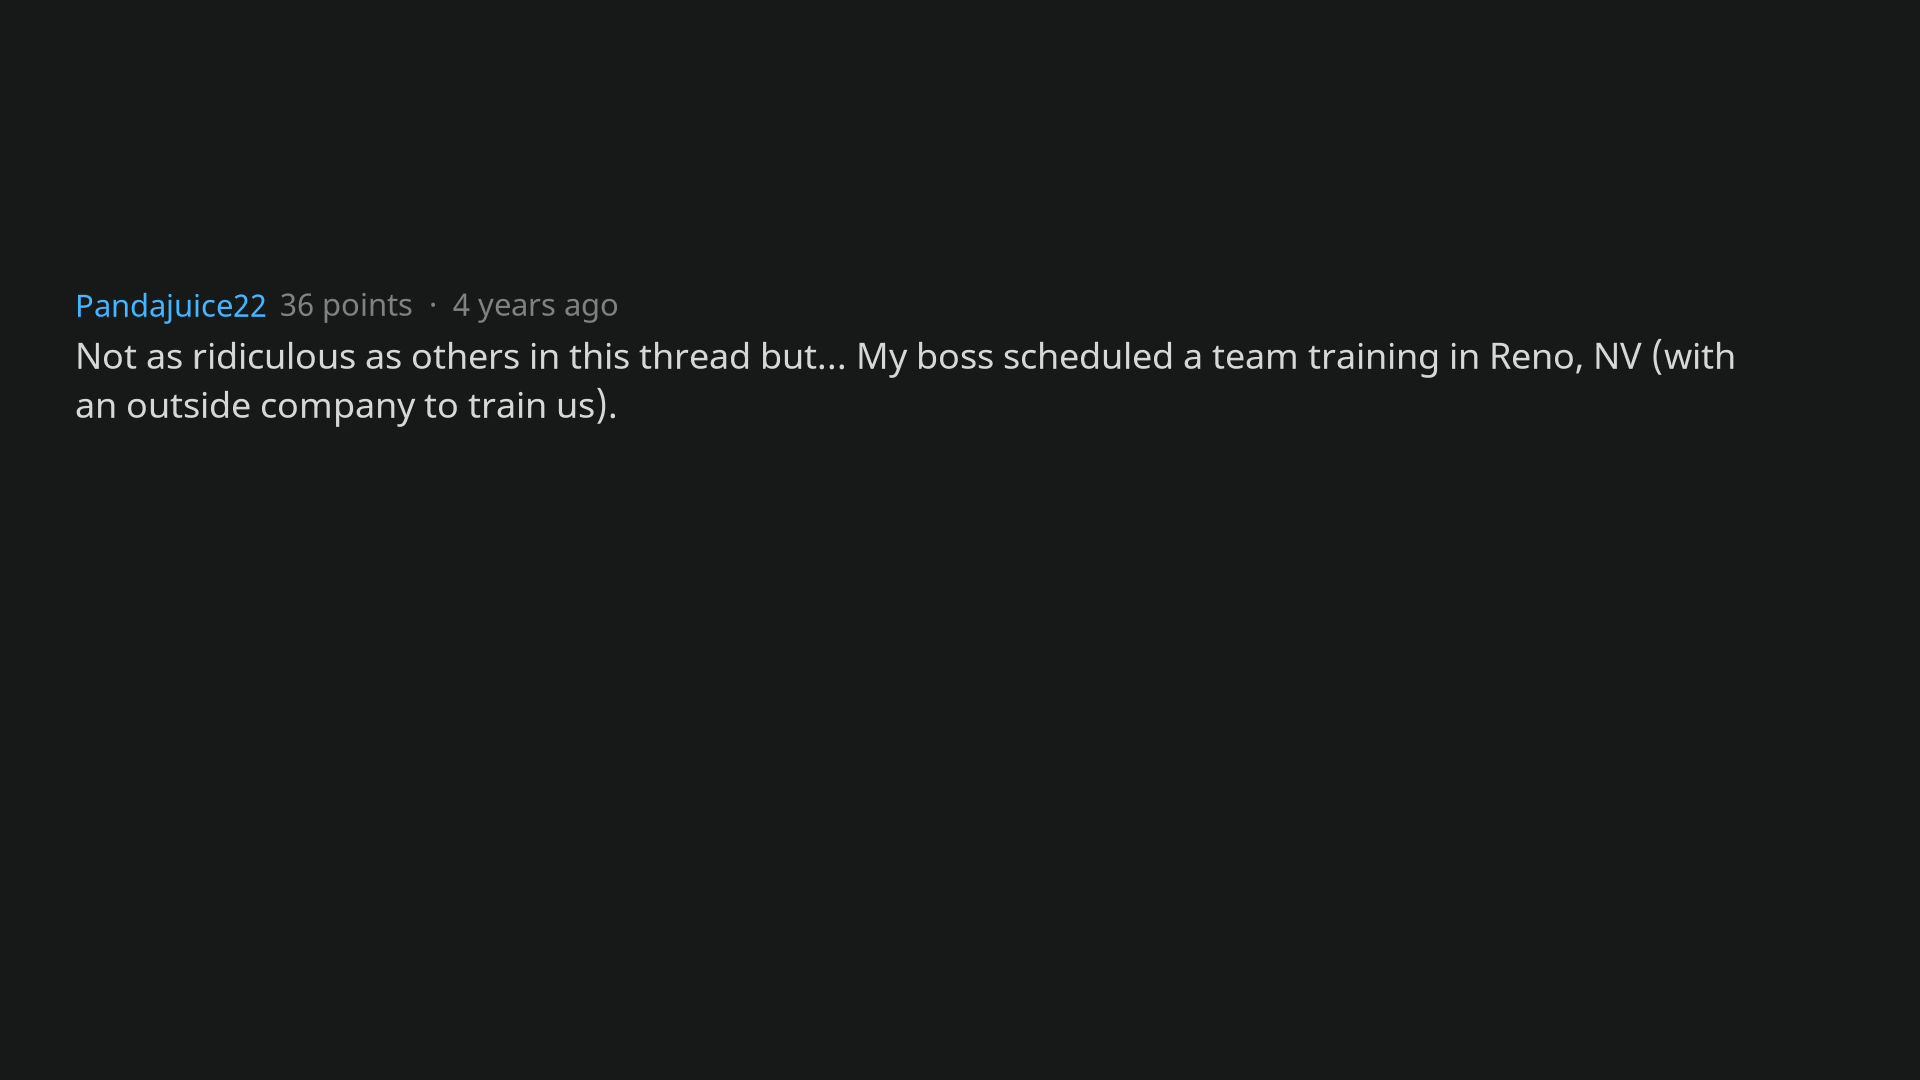 Pandajuice22 36 points · 4 years ago
Not as ridiculous as others in this thread but... My boss scheduled a team training in Reno, NV (with
an outside company to train us).